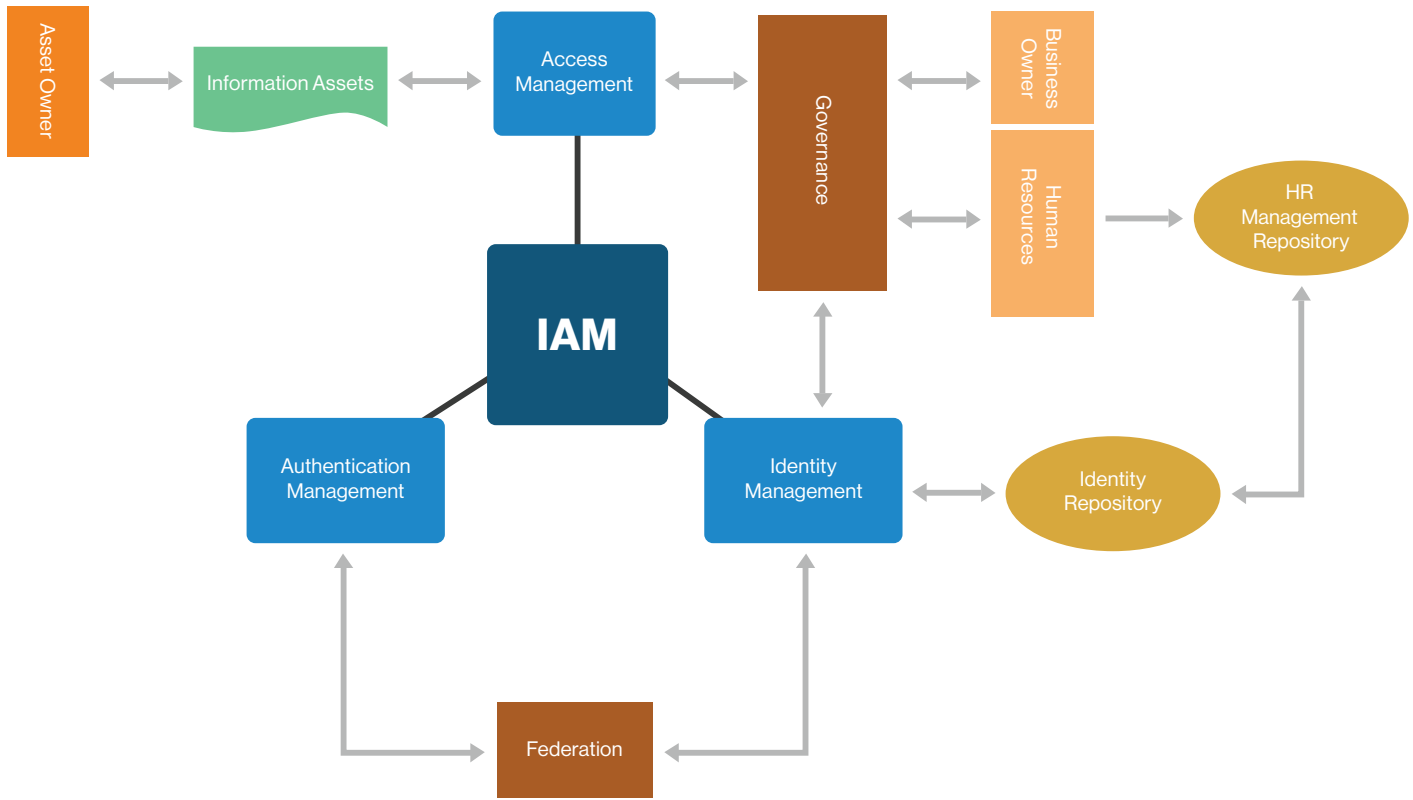 Asset Owner
Information Assets
Access
Management
Governance
Business
Owner
Human
Resources
HR
Management
Repository
IAM
Authentication
Management
Identity
Management
Identity
Repository
Federation